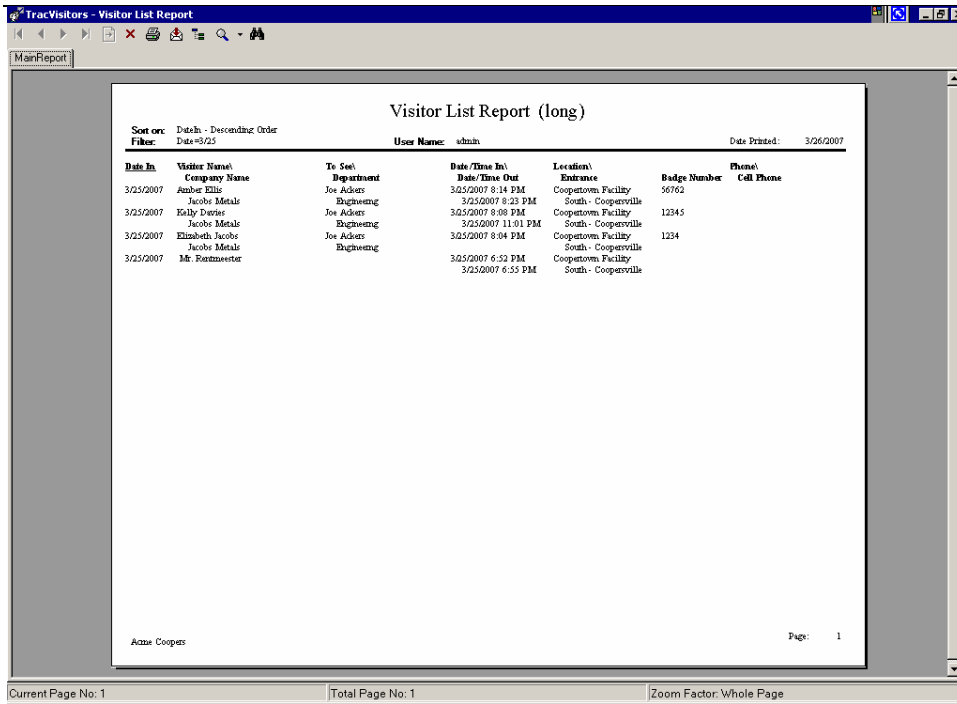 TracVisitors - Visitor List Report
MainReport
Visitor List Report (long)
Sort on: DateIn - Descending Order
Filter: Date=3/25 User Name: admin Date Printed: 3/26/2007
Date In Visitor Name\ To See\ Date/Time In\ Location\ Phone\
Company Name Department Date/Time Out Entrance Badge Number Cell Phone
3/25/2007 Amber Ellis Joe Ackers 3/25/2007 8:14 PM Coopertown Facility 56762
Jacobs Metals Engineerng 3/25/2007 8:23 PM South - Coopersville
3/25/2007 Kelly Davies Joe Ackers 3/25/2007 8:08 PM Coopertown Facility 12345
Jacobs Metals Engineerng 3/25/2007 11:01 PM South - Coopersville
3/25/2007 Elizabeth Jacobs Joe Ackers 3/25/2007 8:04 PM Coopertown Facility 1234
Jacobs Metals Engineerng South - Coopersville
3/25/2007 Mr. Rentmeester 3/25/2007 6:52 PM Coopertown Facility
3/25/2007 6:55 PM South - Coopersville
Acme Coopers Page: 1
Current Page No: 1 Total Page No: 1 Zoom Factor: Whole Page